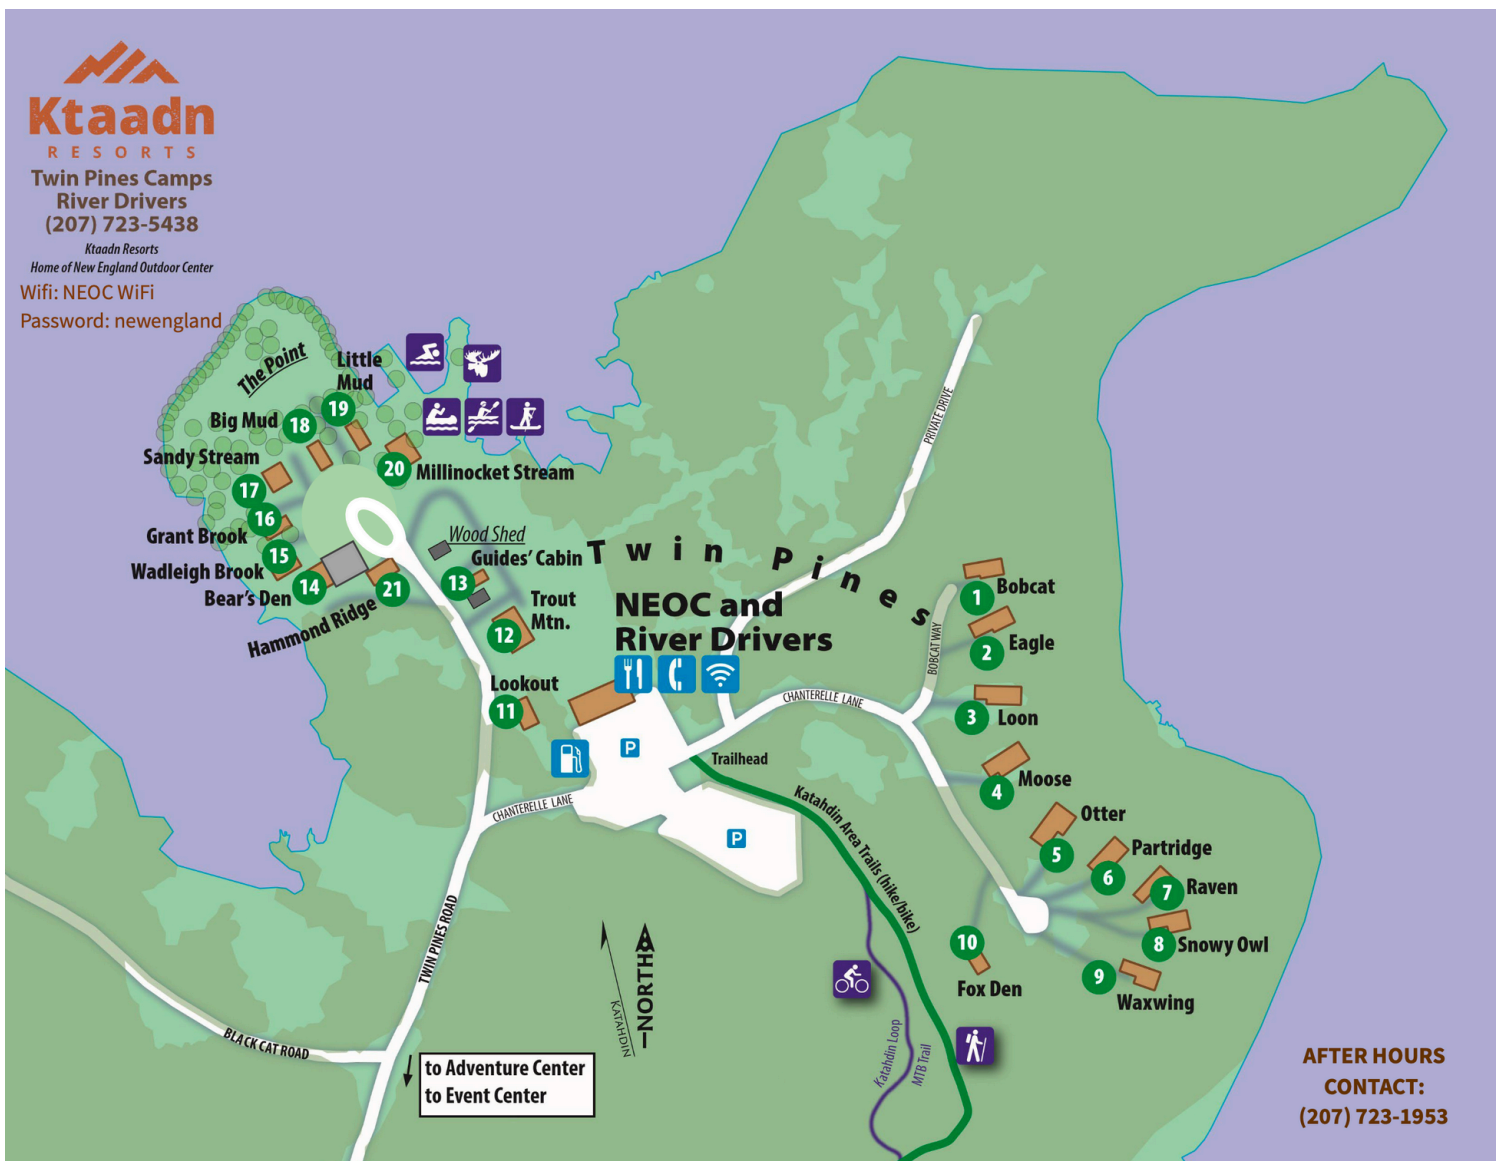 Ktaadn
RESORTS
Twin Pines Camps
River Drivers
(207) 723-5438
Ktaadn Resorts
Home of New England Outdoor Center
Wifi: NEOC WiFi
Password: newengland
The Point
Little
Mud
19
Big Mud
18
Sandy Stream
17
20
Millinocket Stream
16
Grant Brook
15
Wadleigh Brook
14
Bear's Den
21
Hammond Ridge
Wood Shed
Guides' Cabin
13
Trout
Mtn.
12
Lookout
11
Twin Pines
NEOC and
River Drivers
PRIVATE DRIVE
BOBCAT WAY
CHANTERELLE LANE
P
P
Trailhead
CHANTERELLE LANE
Katahdin Area Trails (hike/bike)
Bobcat
1
Eagle
2
3
Loon
Moose
4
Otter
5
Partridge
6
7
Raven
8
Snowy Owl
9
Waxwing
10
Fox Den
TWIN PINES ROAD
BLACK CAT ROAD
KATAHDIN
NORTH
Katahdin Loop
MTB Trail
to Adventure Center
to Event Center
AFTER HOURS
CONTACT:
(207) 723-1953